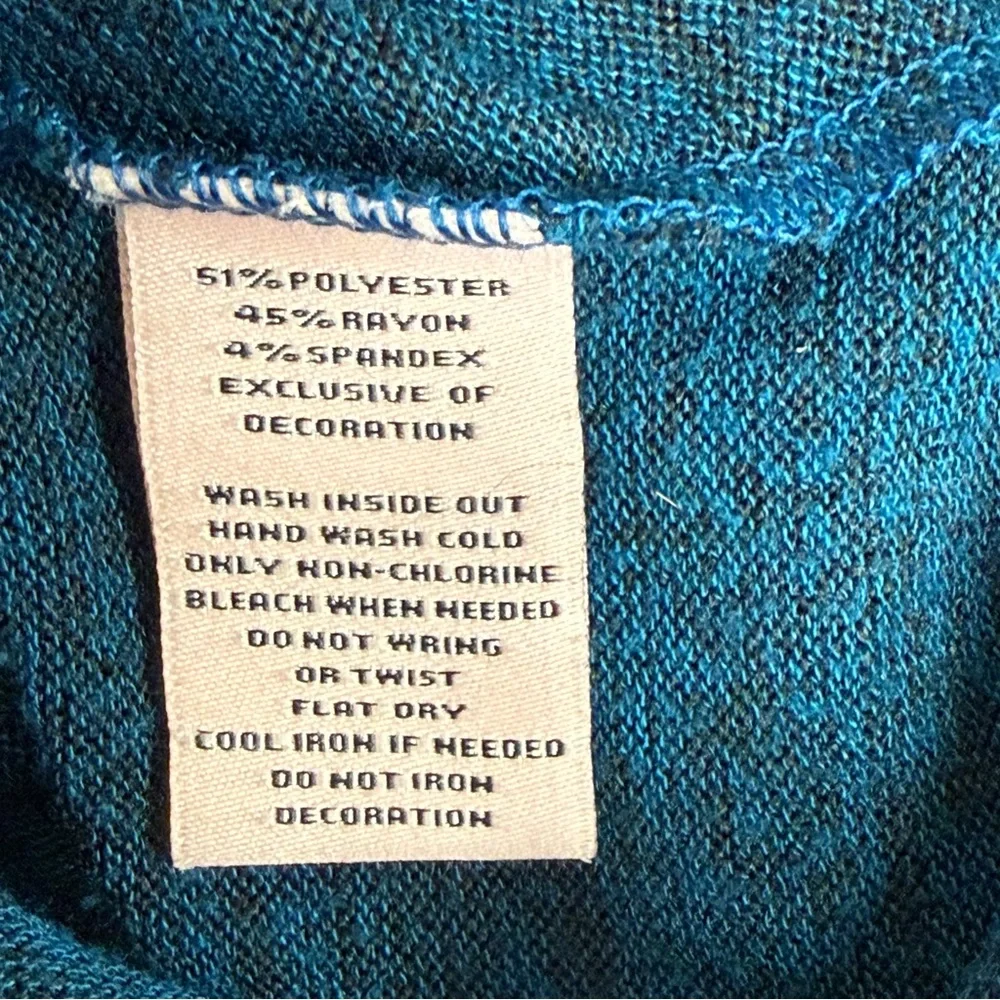 51% POLYESTER
45% RAYON
4% SPANDEX
EXCLUSIVE OF
DECORATION
WASH INSIDE OUT
HAND WASH COLD
ONLY NON-CHLORINE
BLEACH WHEN NEEDED
DO NOT WRING
OR TWIST
FLAT DRY
COOL IRON IF NEEDED
DO NOT IRON
DECORATION